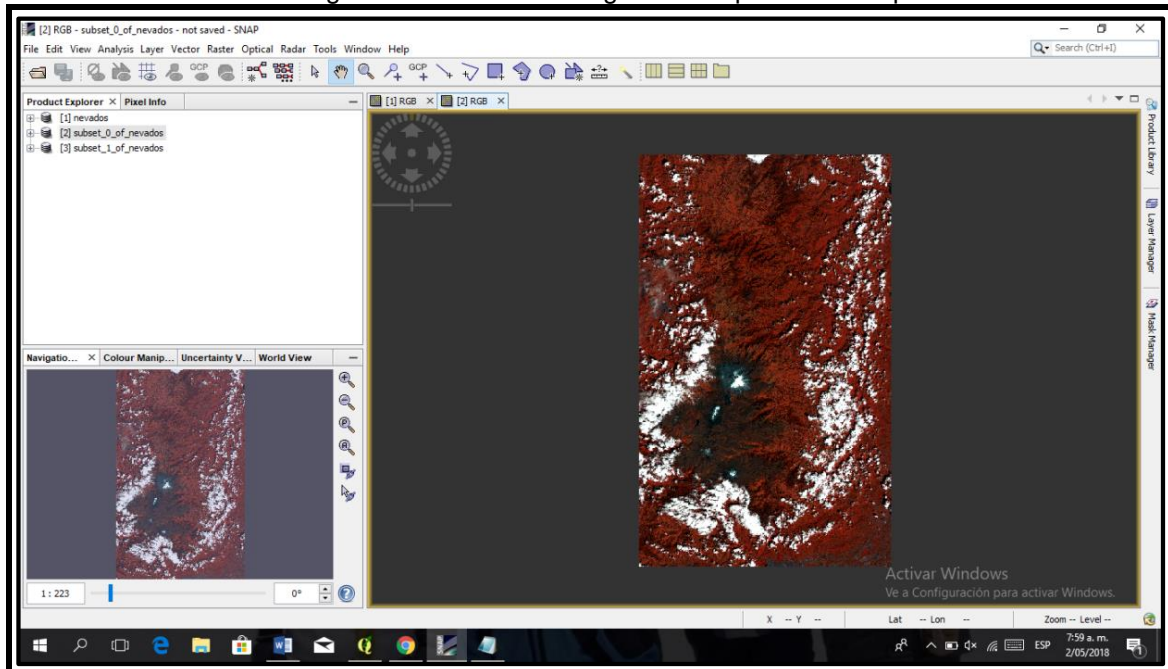 [2] RGB - subset_0_of_nevados - not saved - SNAP
File Edit View Analysis Layer Vector Raster Optical Radar Tools Window Help
Search (Ctrl+I)
GCP
GCP
Product Explorer
Pixel Info
[1] nevados
[2] subset_0_of_nevados
[3] subset_1_of_nevados
[1] RGB
[2] RGB
Product Library
Layer Manager
Mask Manager
Navigatio...
Colour Manip...
Uncertainty V...
World View
1 : 223
0°
Activar Windows
Ve a Configuración para activar Windows.
X -- Y --
Lat -- Lon --
Zoom -- Level --
ESP
7:59 a. m.
2/05/2018